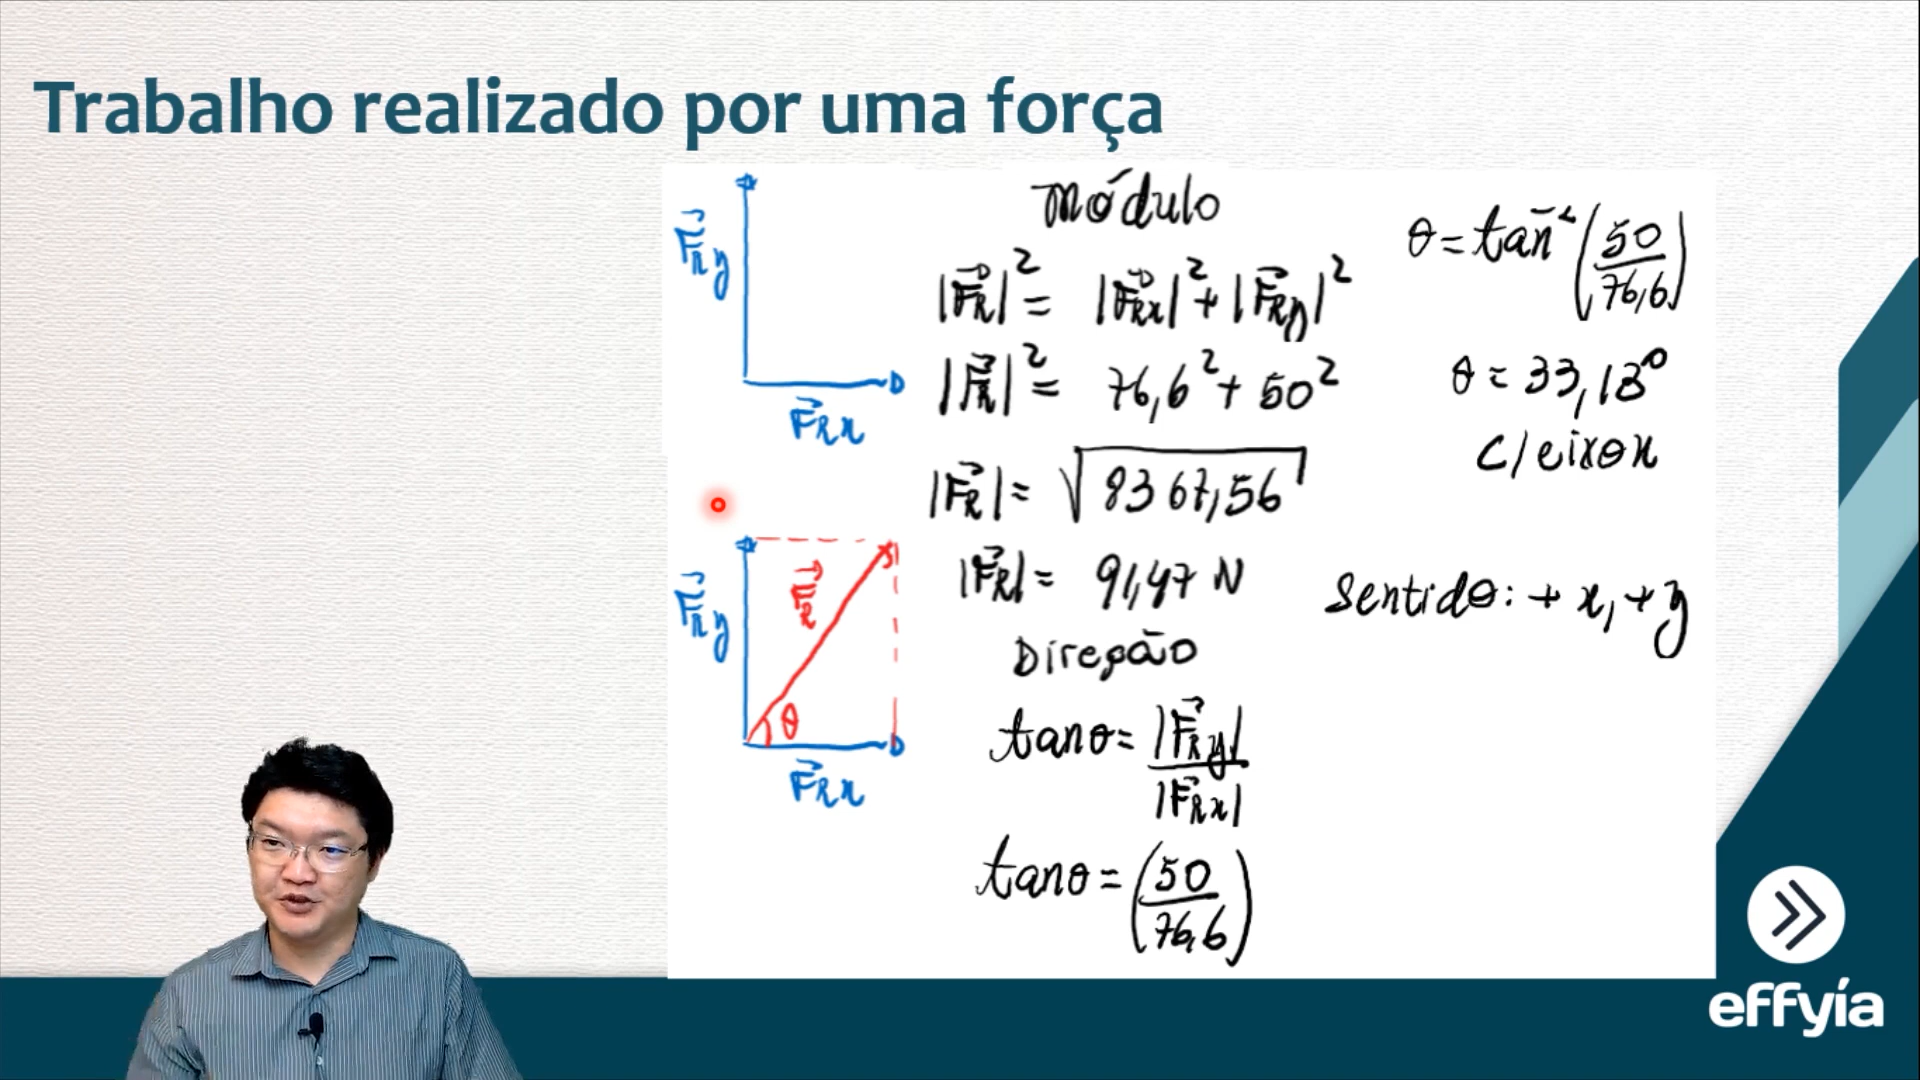 Trabalho realizado por uma força
F⃗Ry
F⃗Rx
Módulo
|F⃗R|² = |F⃗Rx|² + |F⃗Ry|²
|F⃗R|² = 76,6² + 50²
|F⃗R| = √8367,56
|F⃗R| = 91,47 N
Direção
tanθ = |F⃗Ry|/|F⃗Rx|
tanθ = (50/76,6)
F⃗Ry
F⃗R
θ
F⃗Rx
θ = tan⁻¹(50/76,6)
θ = 33,13°
c/ eixo x
Sentido: + x, + y
effyía